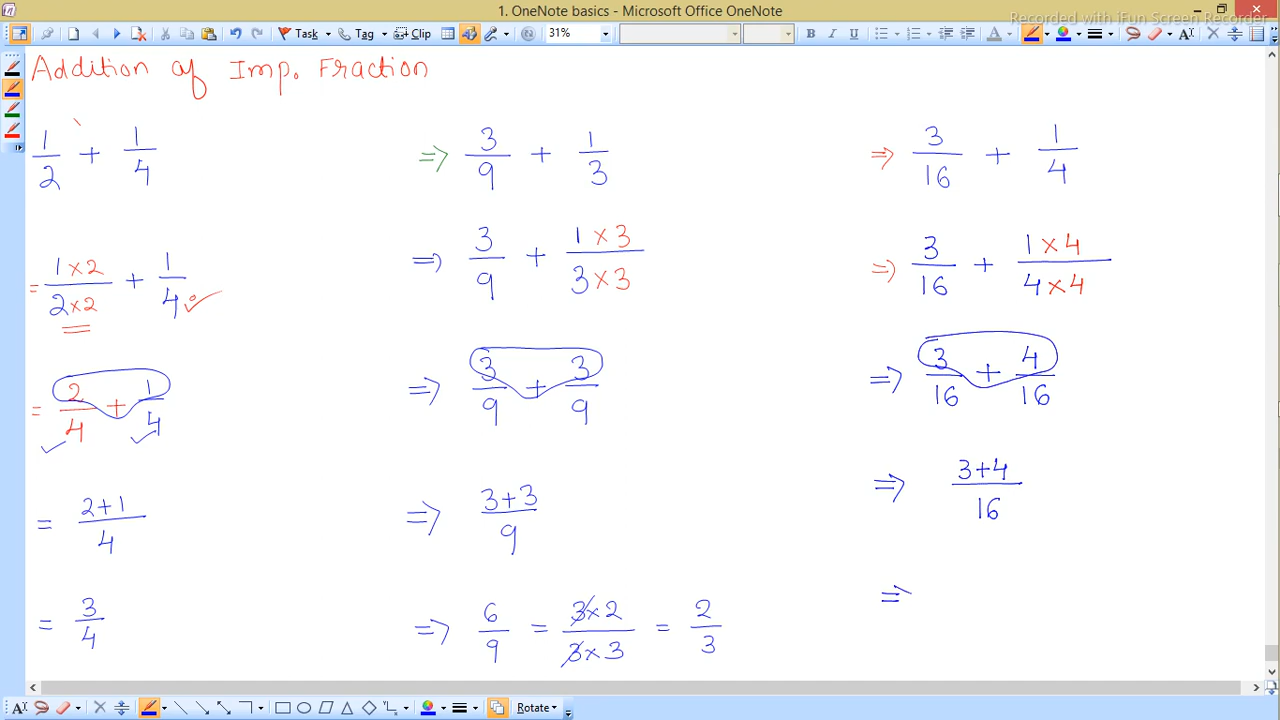 1. OneNote basics - Microsoft Office OneNote
Recorded with iFun Screen Recorder
Task Tag Clip 31% B I U A
Addition of Imp. Fraction
1/2 + 1/4
= 1×2/2×2 + 1/4
= 2/4 + 1/4
= 2+1/4
= 3/4
⇒ 3/9 + 1/3
⇒ 3/9 + 1×3/3×3
⇒ 3/9 + 3/9
⇒ 3+3/9
⇒ 6/9 = 3×2/3×3 = 2/3
⇒ 3/16 + 1/4
⇒ 3/16 + 1×4/4×4
⇒ 3/16 + 4/16
⇒ 3+4/16
⇒
Rotate